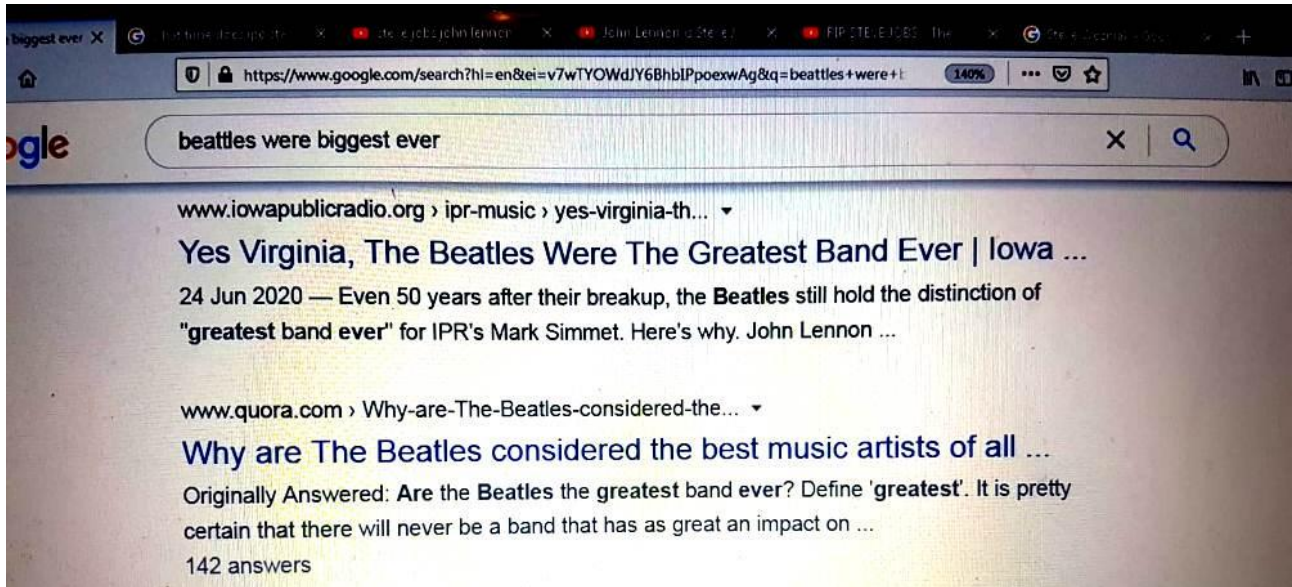 biggest ever
John Lennon
https://www.google.com/search?hl=en&ei=v7wTYOWdJY6BhbIPpoexwAg&q=beattles+were+
140%
ogle
beattles were biggest ever
www.iowapublicradio.org › ipr-music › yes-virginia-th...
Yes Virginia, The Beatles Were The Greatest Band Ever | Iowa ...
24 Jun 2020 — Even 50 years after their breakup, the Beatles still hold the distinction of
"greatest band ever" for IPR's Mark Simmet. Here's why. John Lennon ...
www.quora.com › Why-are-The-Beatles-considered-the...
Why are The Beatles considered the best music artists of all ...
Originally Answered: Are the Beatles the greatest band ever? Define 'greatest'. It is pretty
certain that there will never be a band that has as great an impact on ...
142 answers